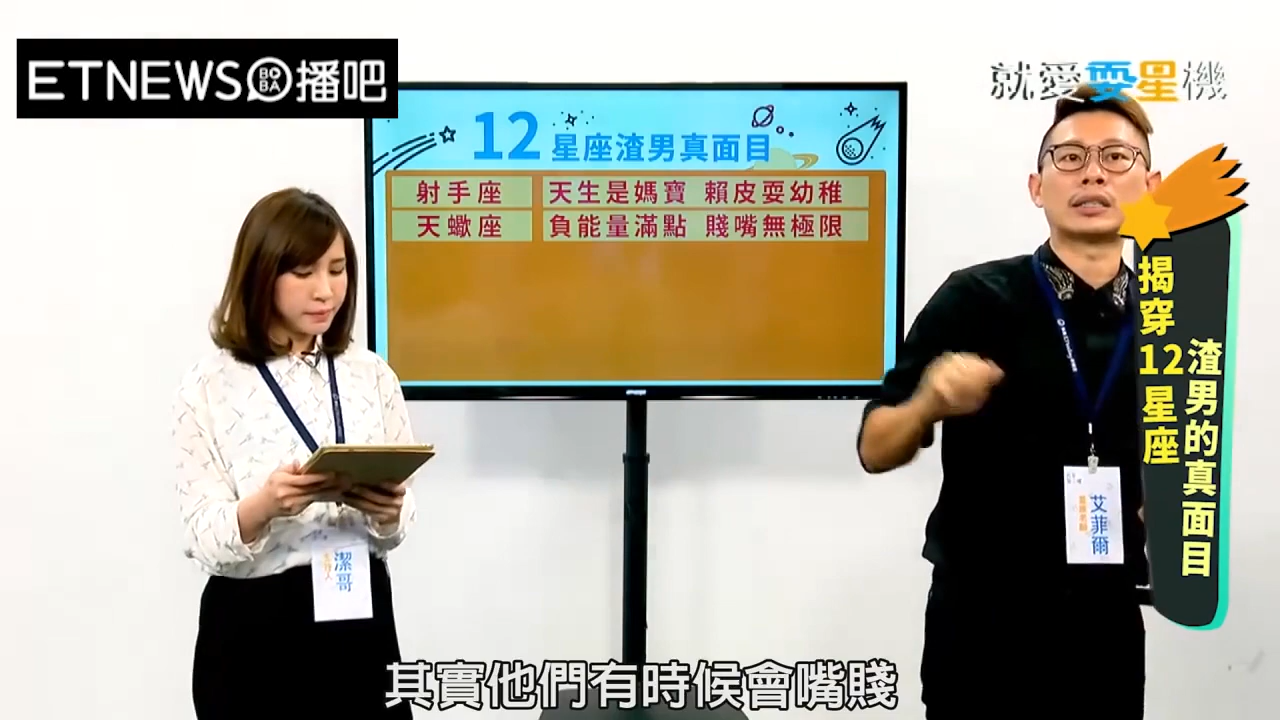 ETNEWS BOBA 播吧
就愛耍星機
12 星座渣男真面目
射手座 天生是媽寶 賴皮耍幼稚
天蠍座 負能量滿點 賤嘴無極限
揭穿12星座
渣男的真面目
艾菲爾
潔哥
主持人
其實他們有時候會嘴賤